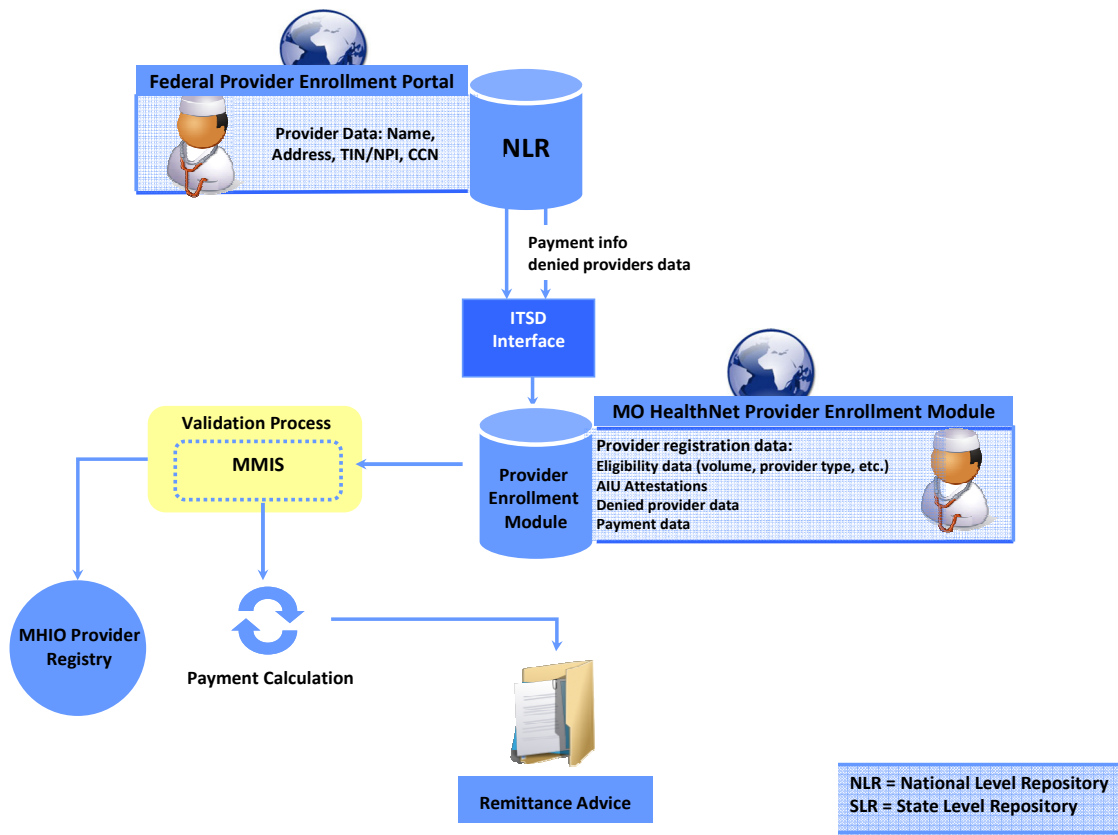 Federal Provider Enrollment Portal
Provider Data: Name,
Address, TIN/NPI, CCN
NLR
Payment info
denied providers data
ITSD
Interface
MO HealthNet Provider Enrollment Module
Provider registration data:
Eligibility data (volume, provider type, etc.)
AIU Attestations
Denied provider data
Payment data
Provider
Enrollment
Module
Validation Process
MMIS
MHIO Provider
Registry
Payment Calculation
Remittance Advice
NLR = National Level Repository
SLR = State Level Repository